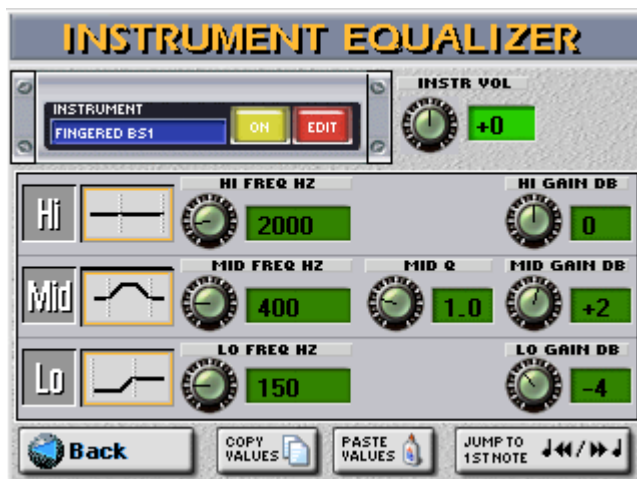 INSTRUMENT EQUALIZER
INSTRUMENT
FINGERED BS1
ON
EDIT
INSTR VOL
+0
Hi
HI FREQ HZ
2000
HI GAIN DB
0
Mid
MID FREQ HZ
400
MID Q
1.0
MID GAIN DB
+2
Lo
LO FREQ HZ
150
LO GAIN DB
-4
Back
COPY
VALUES
PASTE
VALUES
JUMP TO
1ST NOTE